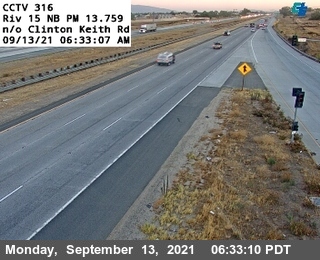 CCTV 316
Riv 15 NB PM 13.759
n/o Clinton Keith Rd
09/13/21 06:33:07 AM
Monday, September 13, 2021 06:33:10 PDT